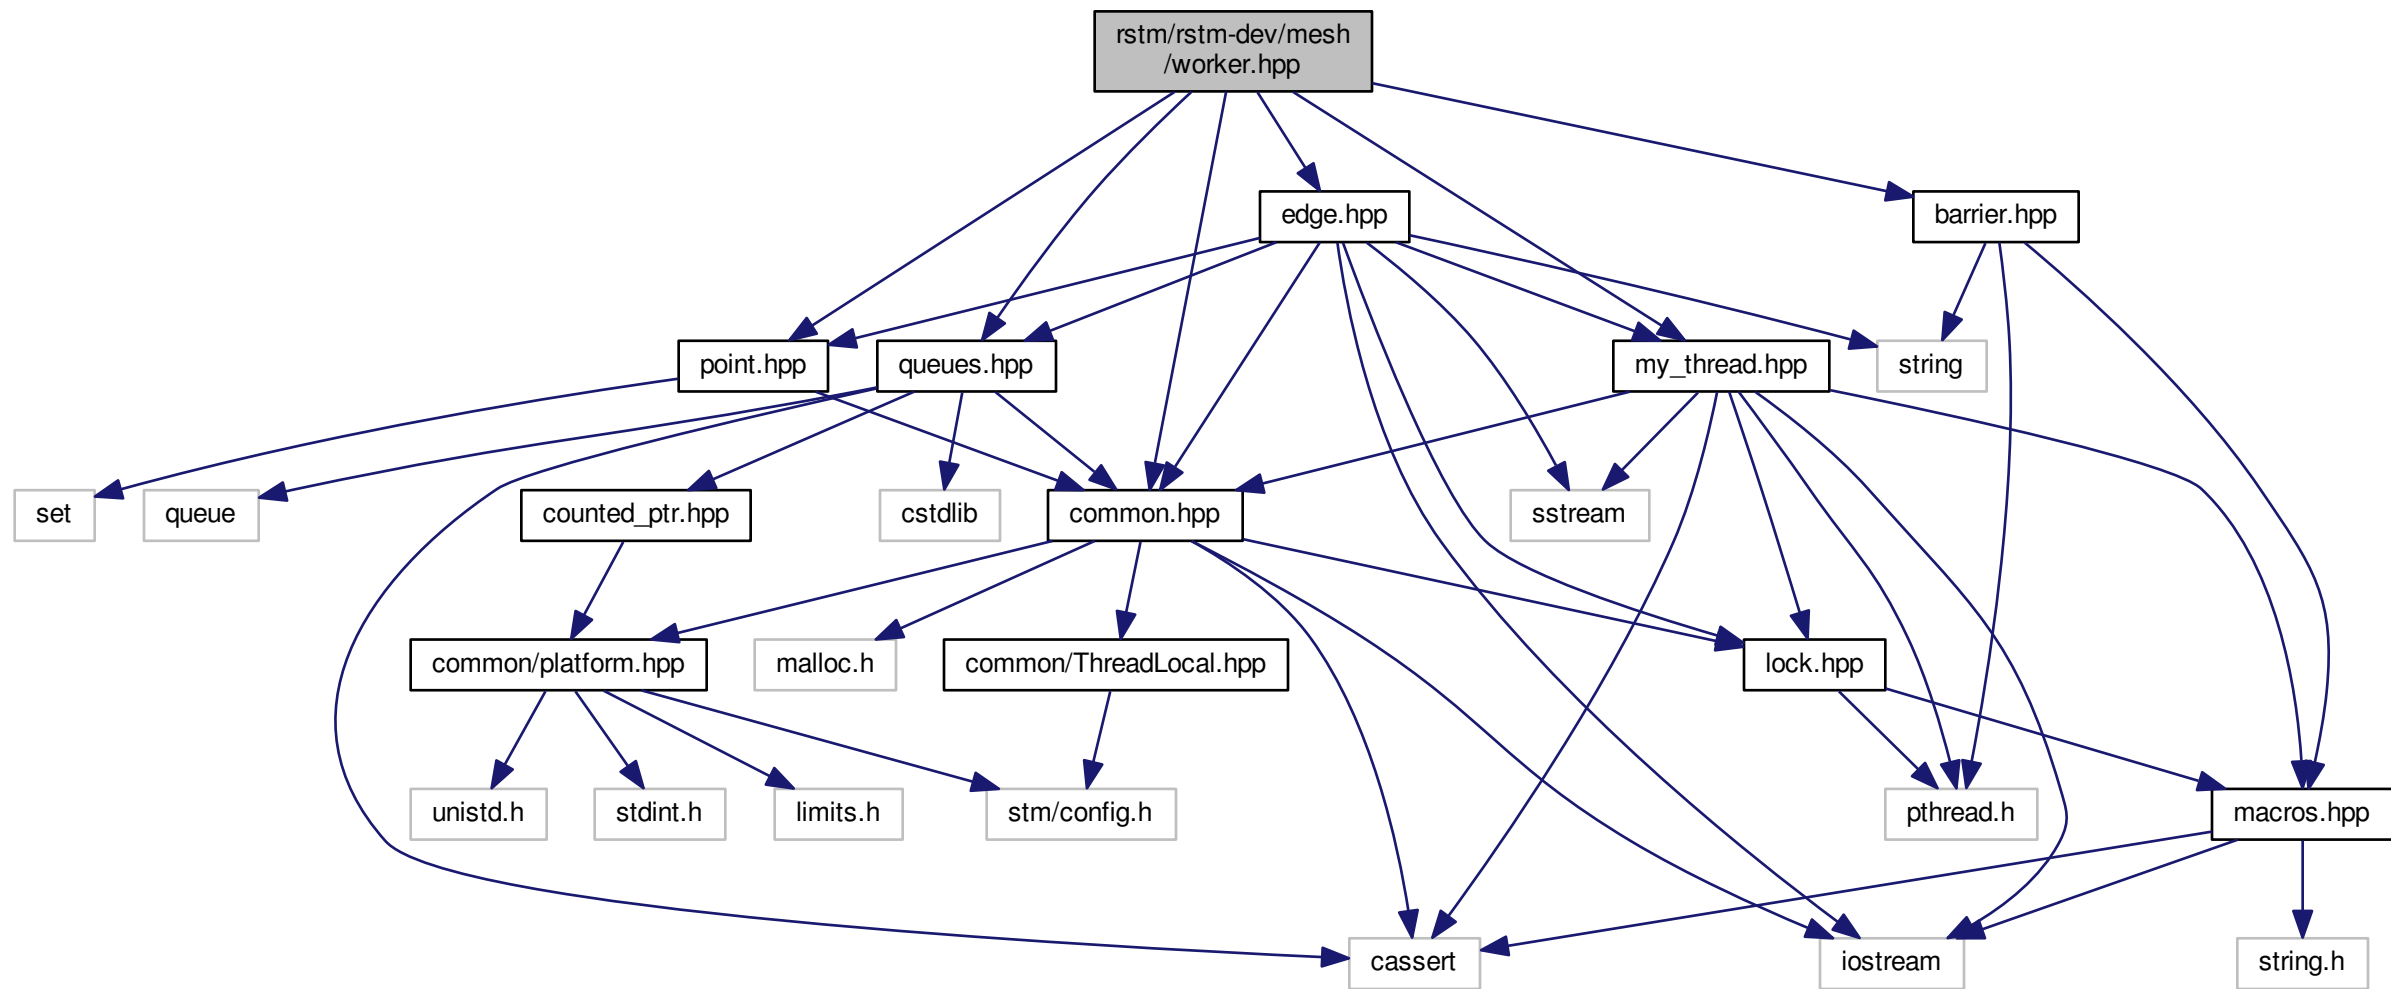 rstm/rstm-dev/mesh
/worker.hpp
edge.hpp
barrier.hpp
point.hpp
queues.hpp
my_thread.hpp
string
set
queue
counted_ptr.hpp
cstdlib
common.hpp
sstream
common/platform.hpp
malloc.h
common/ThreadLocal.hpp
lock.hpp
unistd.h
stdint.h
limits.h
stm/config.h
pthread.h
macros.hpp
cassert
iostream
string.h